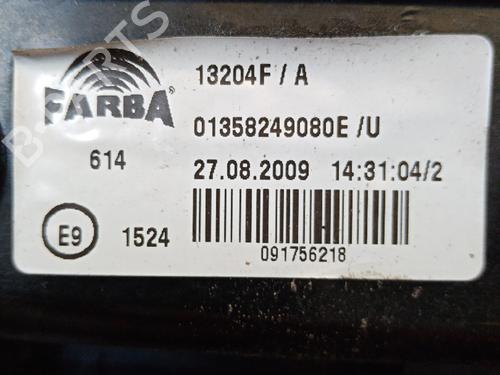 FARBA
13204F / A
01358249080E /U
614
27.08.2009 14:31:04/2
E9 1524
091756218